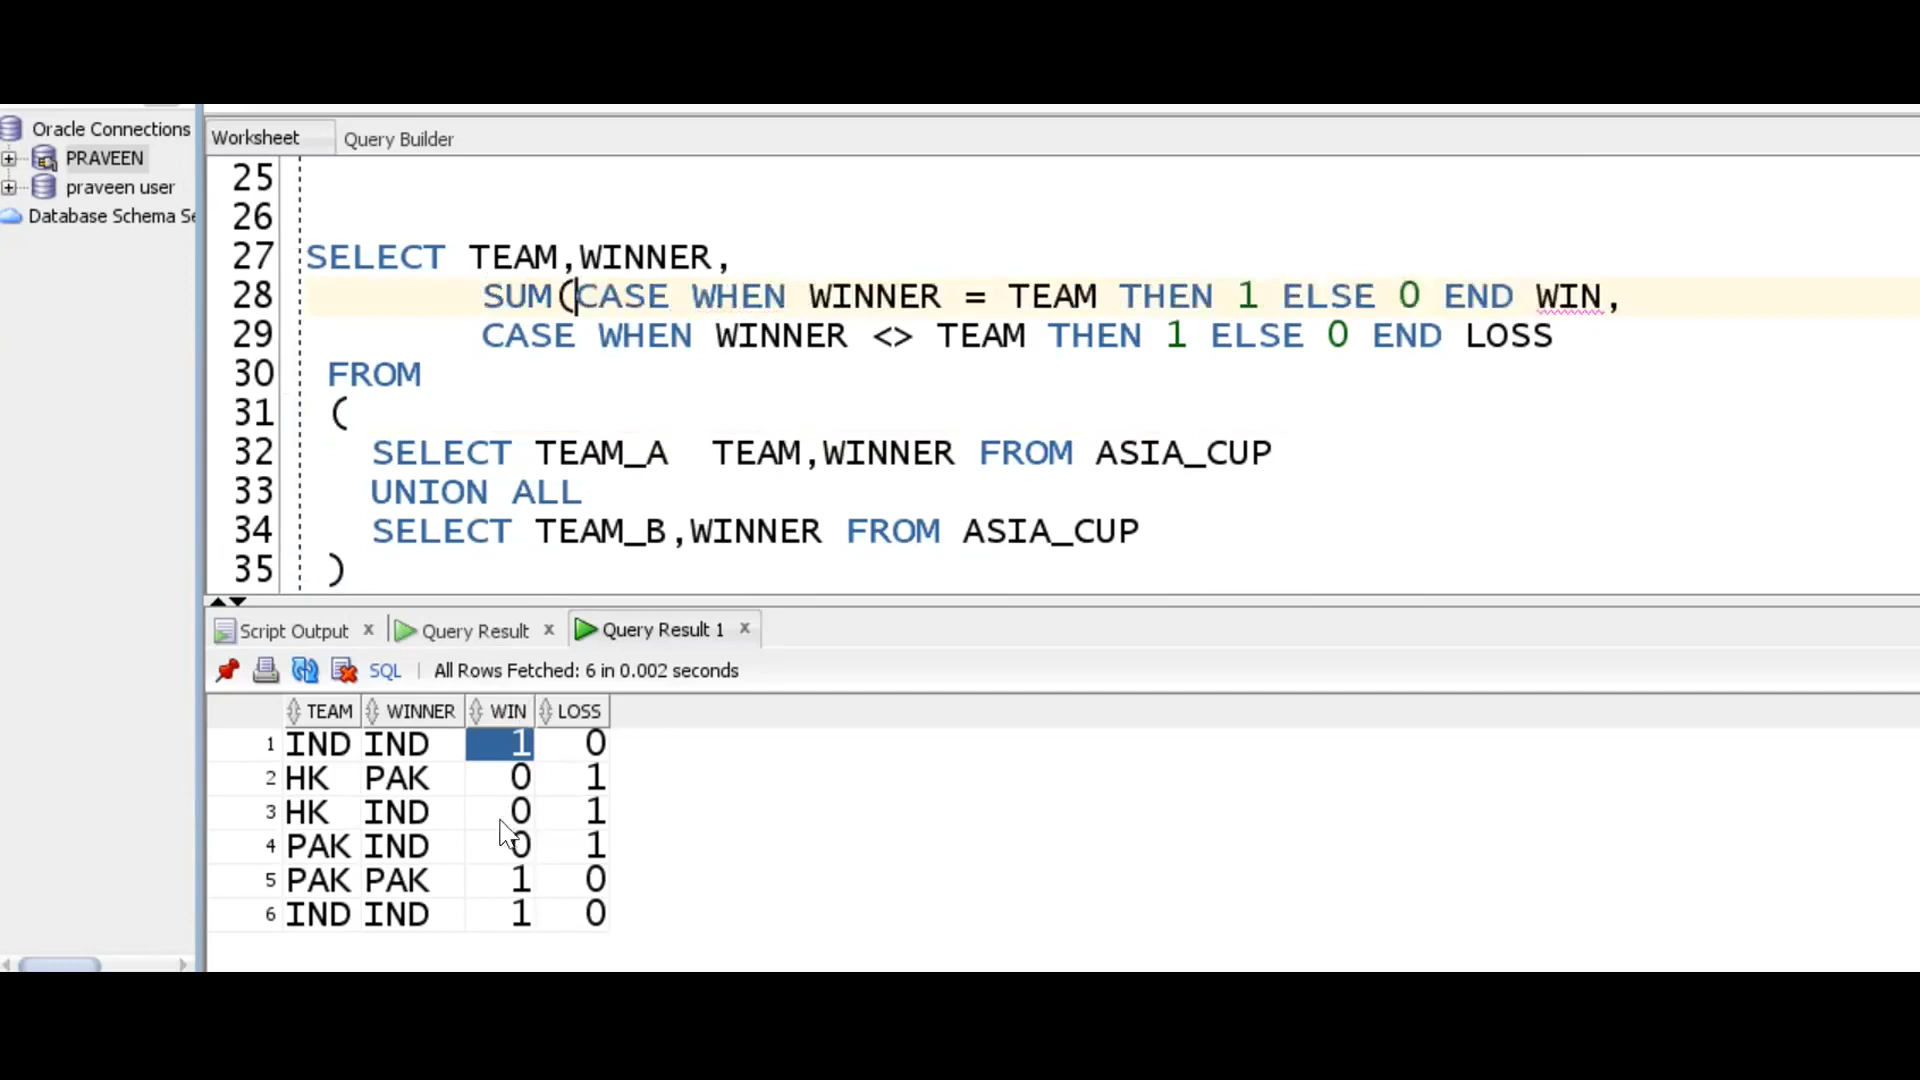 Oracle Connections
PRAVEEN
praveen user
Database Schema Se
Worksheet
Query Builder
25
26
27 SELECT TEAM,WINNER,
28 SUM(CASE WHEN WINNER = TEAM THEN 1 ELSE 0 END WIN,
29 CASE WHEN WINNER <> TEAM THEN 1 ELSE 0 END LOSS
30 FROM
31 (
32 SELECT TEAM_A  TEAM,WINNER FROM ASIA_CUP
33 UNION ALL
34 SELECT TEAM_B,WINNER FROM ASIA_CUP
35 )
Script Output x Query Result x Query Result 1 x
SQL | All Rows Fetched: 6 in 0.002 seconds
TEAM WINNER WIN LOSS
1 IND IND 1 0
2 HK PAK 0 1
3 HK IND 0 1
4 PAK IND 0 1
5 PAK PAK 1 0
6 IND IND 1 0